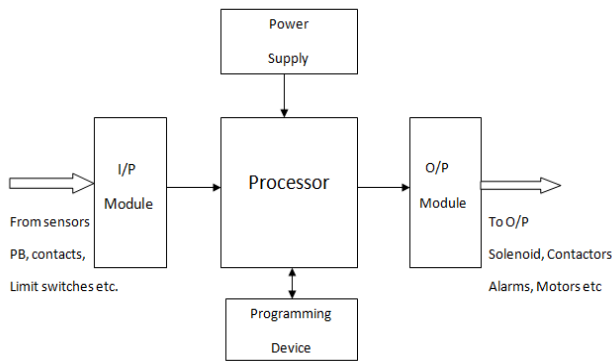 Power
Supply
I/P
Module
Processor
O/P
Module
From sensors
PB, contacts,
Limit switches etc.
To O/P
Solenoid, Contactors
Alarms, Motors etc
Programming
Device